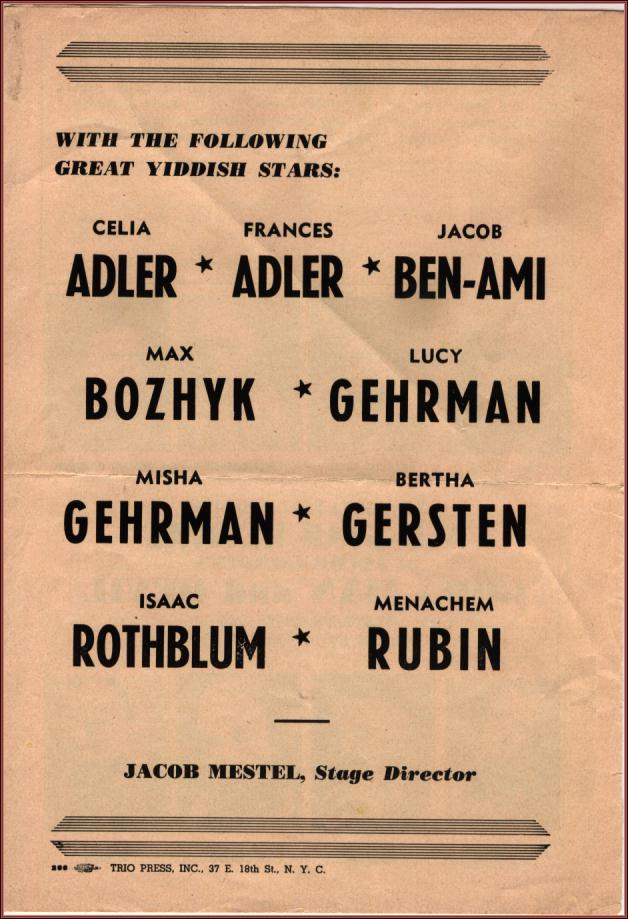 WITH THE FOLLOWING
GREAT YIDDISH STARS:
CELIA FRANCES JACOB
ADLER * ADLER * BEN-AMI
MAX LUCY
BOZHYK * GEHRMAN
MISHA BERTHA
GEHRMAN * GERSTEN
ISAAC MENACHEM
ROTHBLUM * RUBIN
JACOB MESTEL, Stage Director
TRIO PRESS, INC., 37 E. 18th St., N. Y. C.